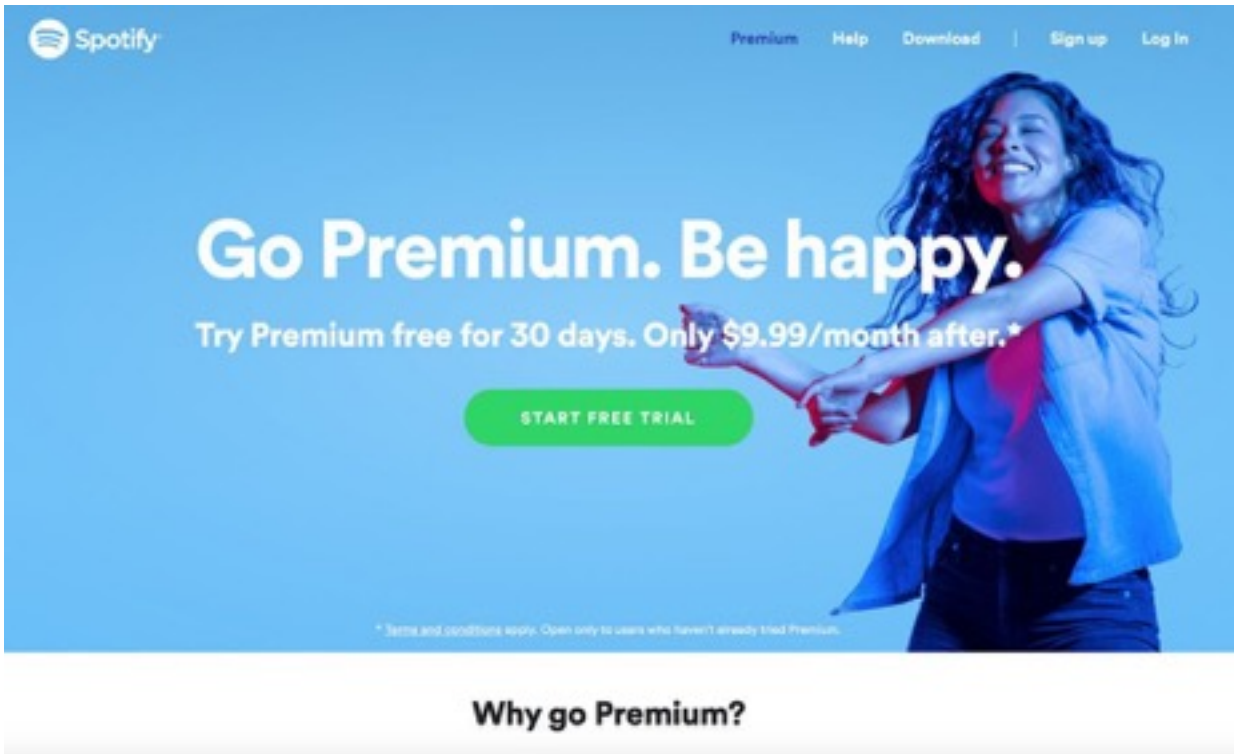 Spotify
Premium Help Download | Sign up Log In
Go Premium. Be happy.
Try Premium free for 30 days. Only $9.99/month after.*
START FREE TRIAL
* Terms and conditions apply. Open only to users who haven't already tried Premium.
Why go Premium?